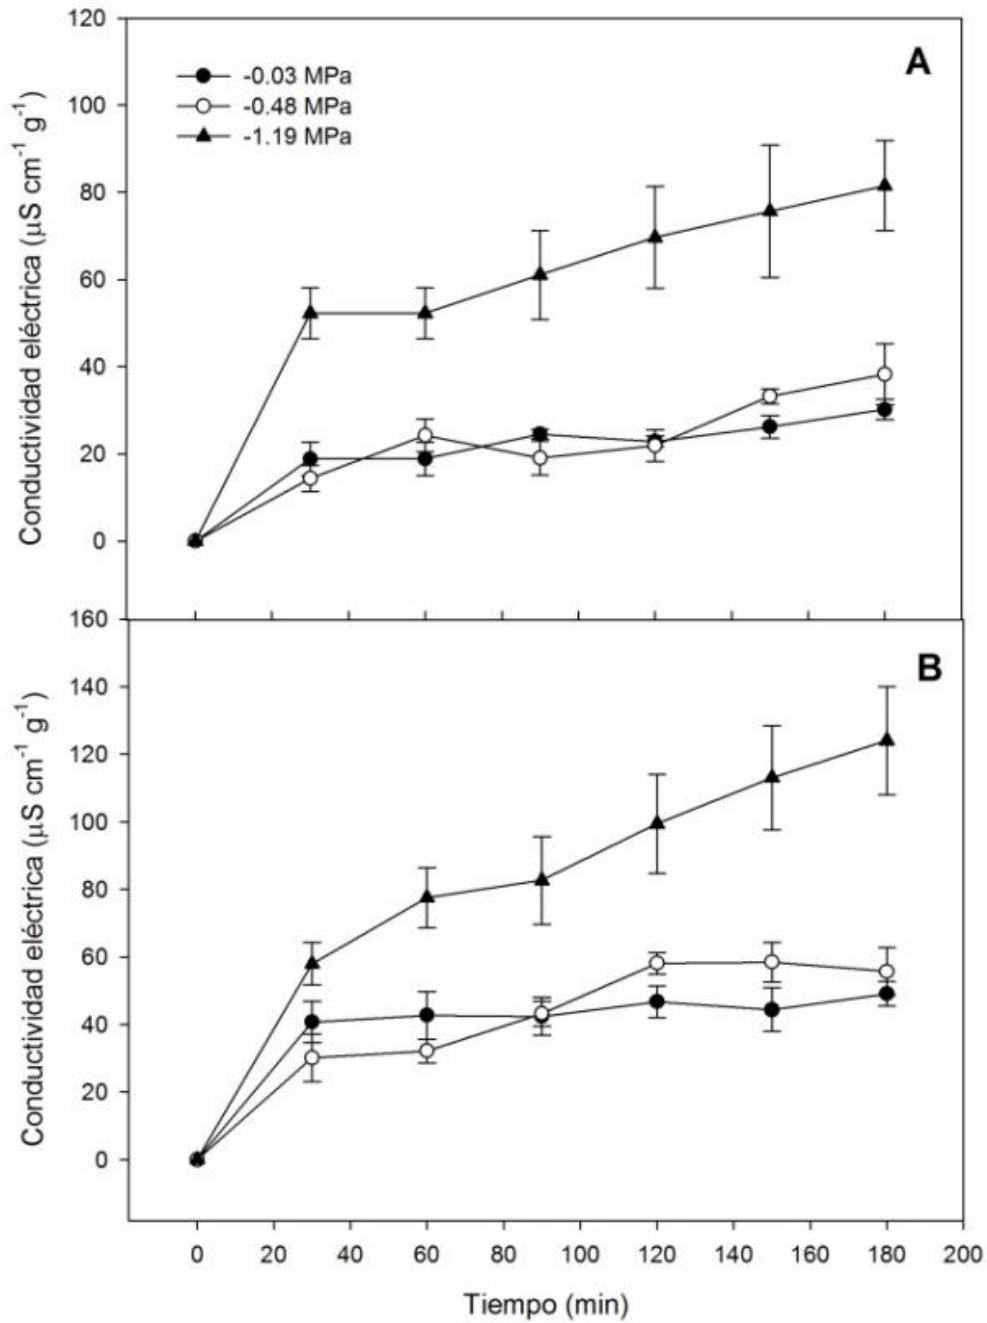 120
A
-0.03 MPa
-0.48 MPa
-1.19 MPa
100
80
60
40
20
0
Conductividad eléctrica (µS cm⁻¹ g⁻¹)
160
B
140
120
100
80
60
40
20
0
Conductividad eléctrica (µS cm⁻¹ g⁻¹)
0 20 40 60 80 100 120 140 160 180 200
Tiempo (min)